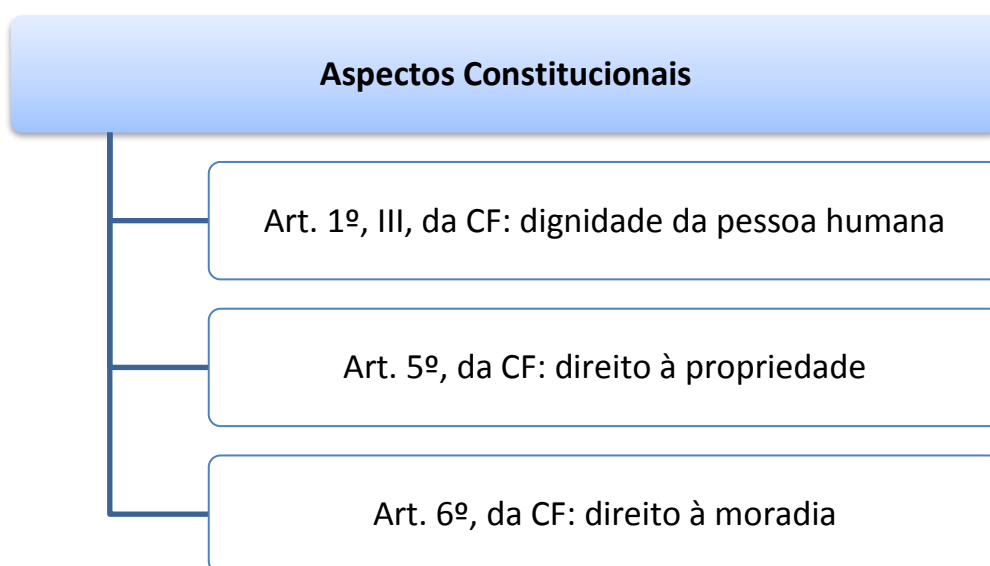 Aspectos Constitucionais
Art. 1º, III, da CF: dignidade da pessoa humana
Art. 5º, da CF: direito à propriedade
Art. 6º, da CF: direito à moradia